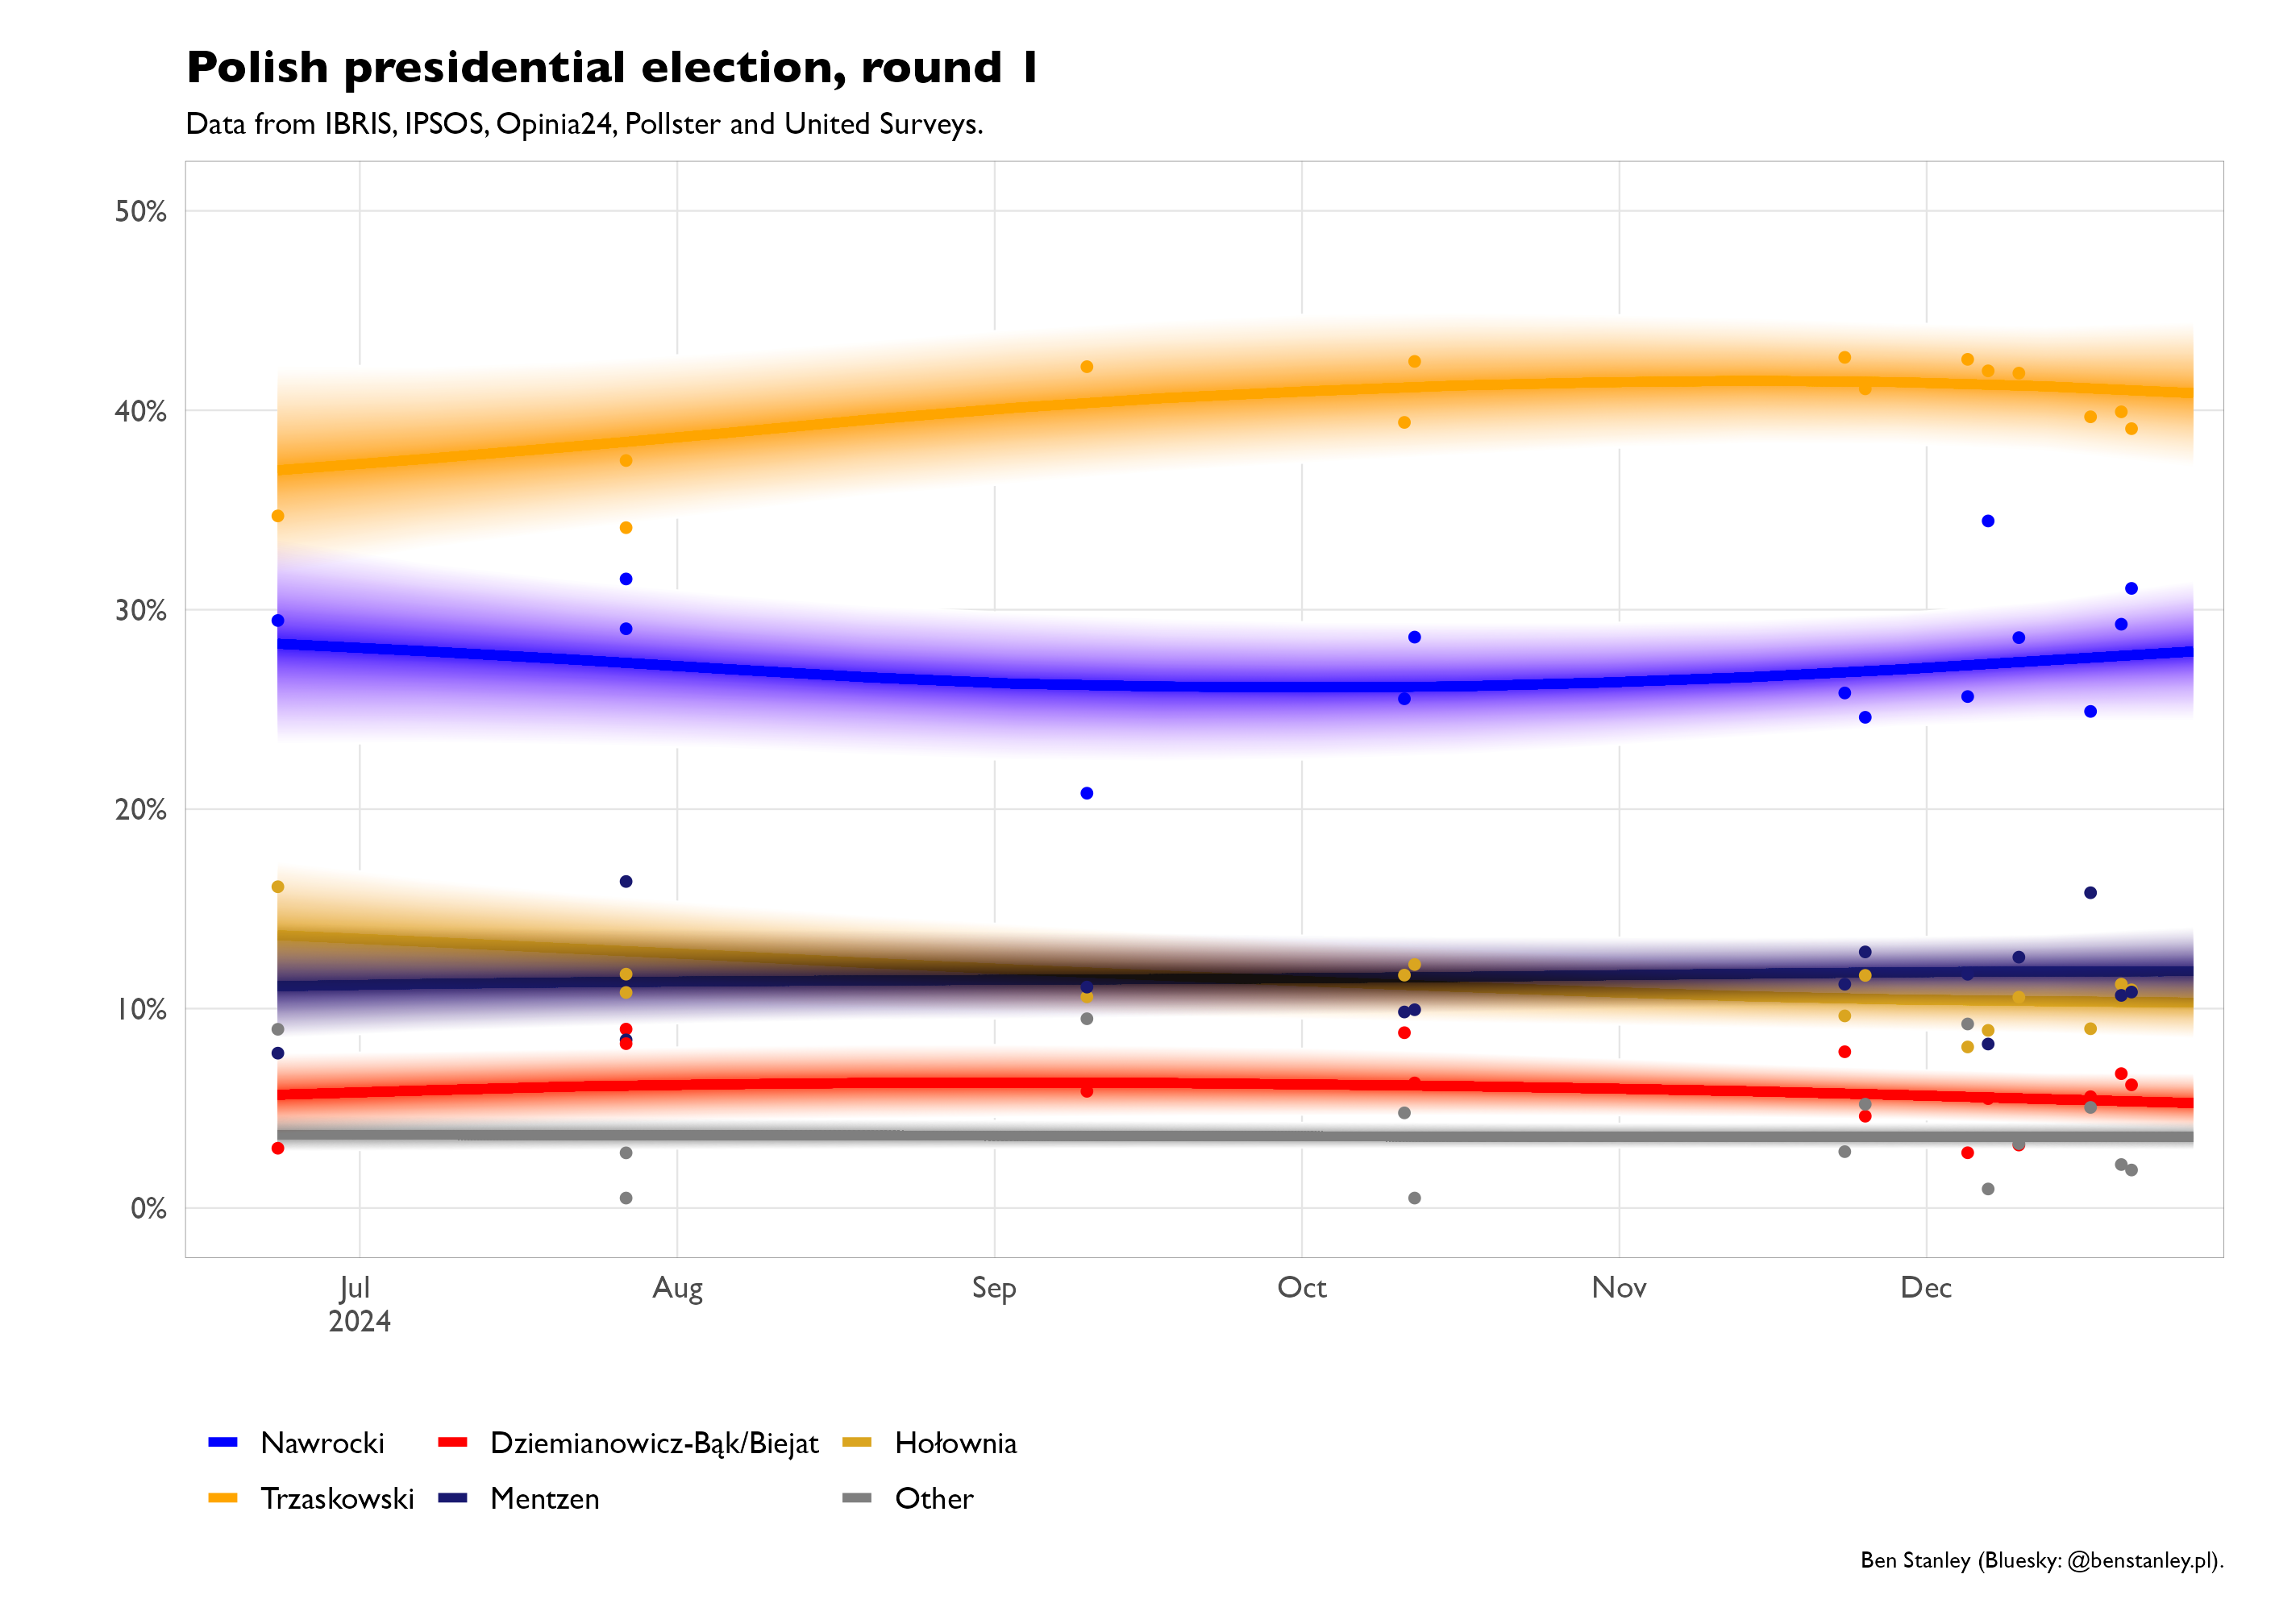 Polish presidential election, round 1
Data from IBRIS, IPSOS, Opinia24, Pollster and United Surveys.
50%
40%
30%
20%
10%
0%
Jul Aug Sep Oct Nov Dec
2024
Nawrocki Dziemianowicz-Bąk/Biejat Hołownia
Trzaskowski Mentzen Other
Ben Stanley (Bluesky: @benstanley.pl).